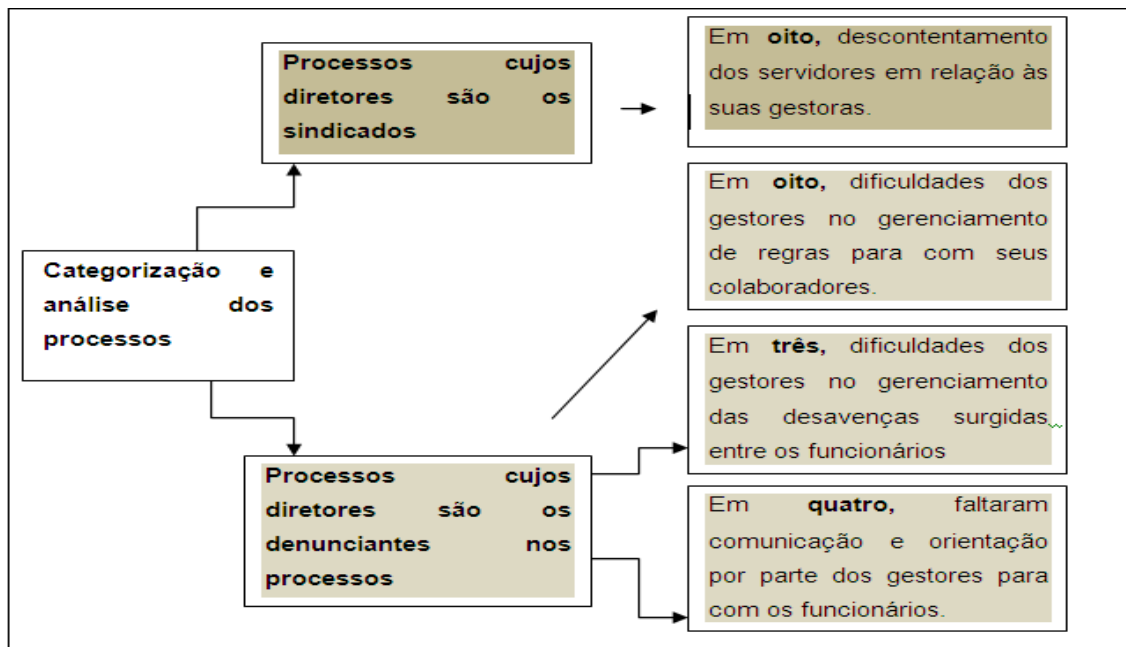 Categorização e
análise dos
processos
Processos cujos
diretores são os
sindicados
Em oito, descontentamento
dos servidores em relação às
suas gestoras.
Processos cujos
diretores são os
denunciantes nos
processos
Em oito, dificuldades dos
gestores no gerenciamento
de regras para com seus
colaboradores.
Em três, dificuldades dos
gestores no gerenciamento
das desavenças surgidas
entre os funcionários
Em quatro, faltaram
comunicação e orientação
por parte dos gestores para
com os funcionários.